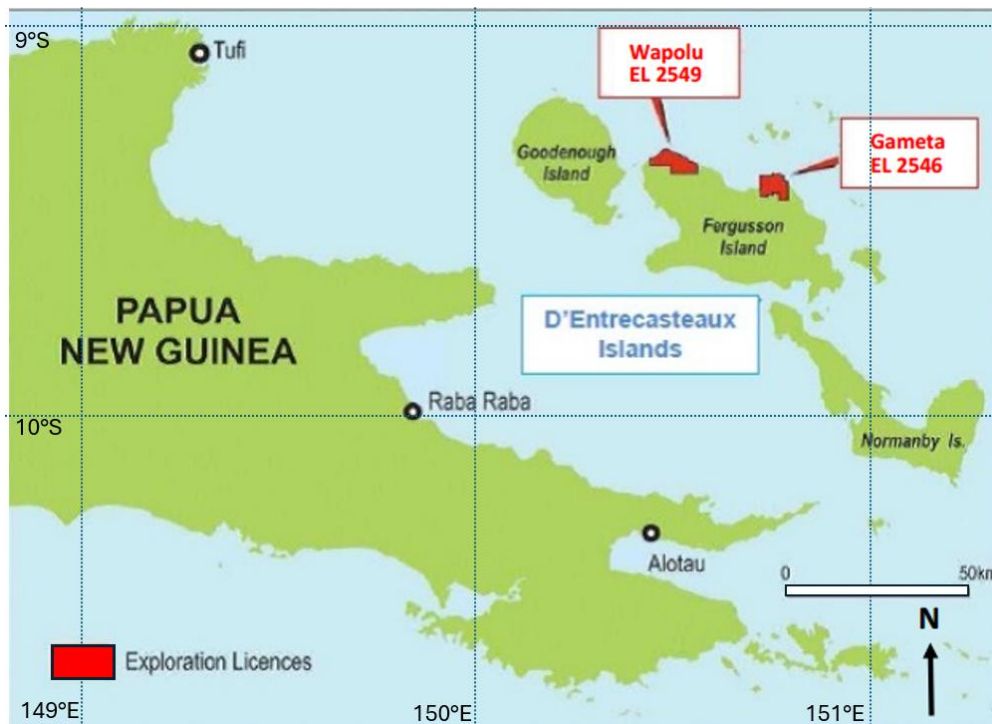 9°S
Tufi
Wapolu
EL 2549
Gameta
EL 2546
Goodenough
Island
Fergusson
Island
PAPUA
NEW GUINEA
D'Entrecasteaux
Islands
Raba Raba
10°S
Normanby Is.
Alotau
0 50km
N
Exploration Licences
149°E 150°E 151°E